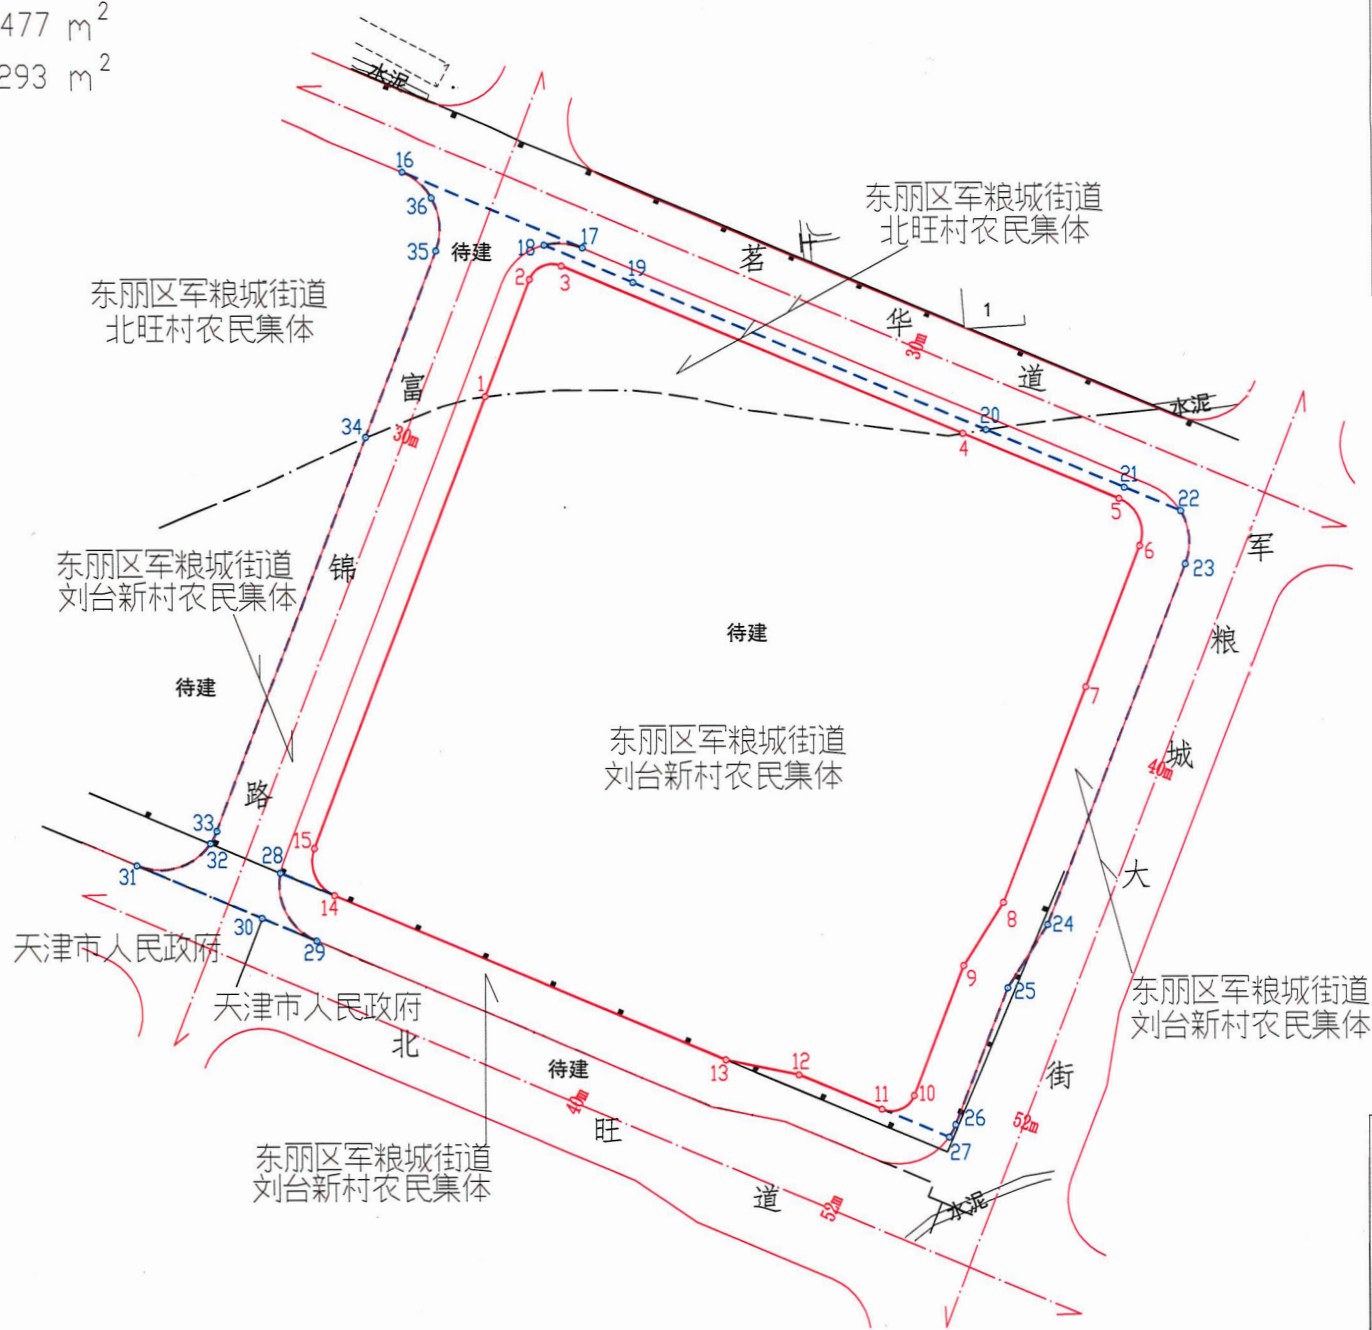 477 m²
293 m²
水泥
16
东丽区军粮城街道
北旺村农民集体
36
35
待建
18
17
茗
19
2
3
东丽区军粮城街道
北旺村农民集体
1
华
30m
道
富
1
水泥
34
30m
20
4
21
5
22
6
军
23
东丽区军粮城街道
刘台新村农民集体
锦
待建
粮
待建
7
东丽区军粮城街道
刘台新村农民集体
城
40m
路
33
15
28
32
31
大
14
8
24
30
29
天津市人民政府
9
25
东丽区军粮城街道
刘台新村农民集体
天津市人民政府
北
待建
13
12
街
40m
11
10
26
52m
旺
27
东丽区军粮城街道
刘台新村农民集体
道
52m
水泥